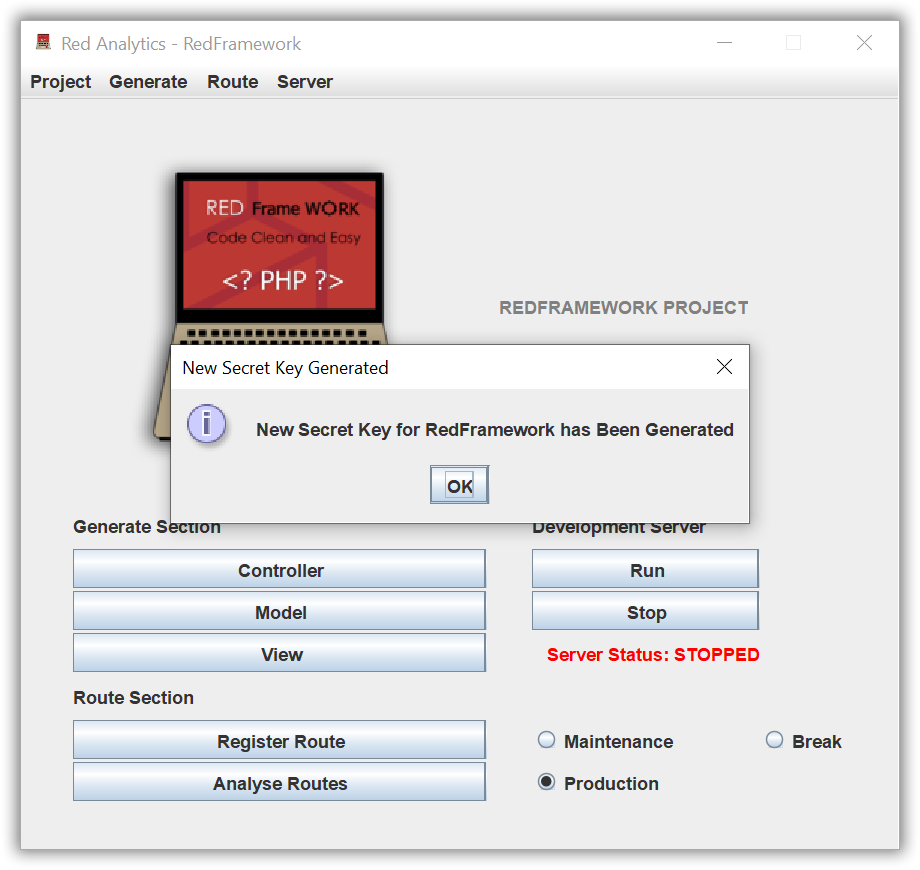 Red Analytics - RedFramework
Project Generate Route Server
RED Frame WORK
Code Clean and Easy
<? PHP ?>
REDFRAMEWORK PROJECT
New Secret Key Generated
New Secret Key for RedFramework has Been Generated
OK
Generate Section
Controller
Model
View
Development Server
Run
Stop
Server Status: STOPPED
Route Section
Register Route
Analyse Routes
Maintenance
Break
Production